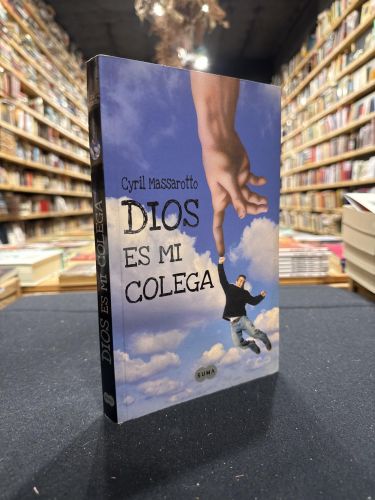 Cyril Massarotto
DIOS
ES MI
COLEGA
SUMA
DIOS ES MI COLEGA